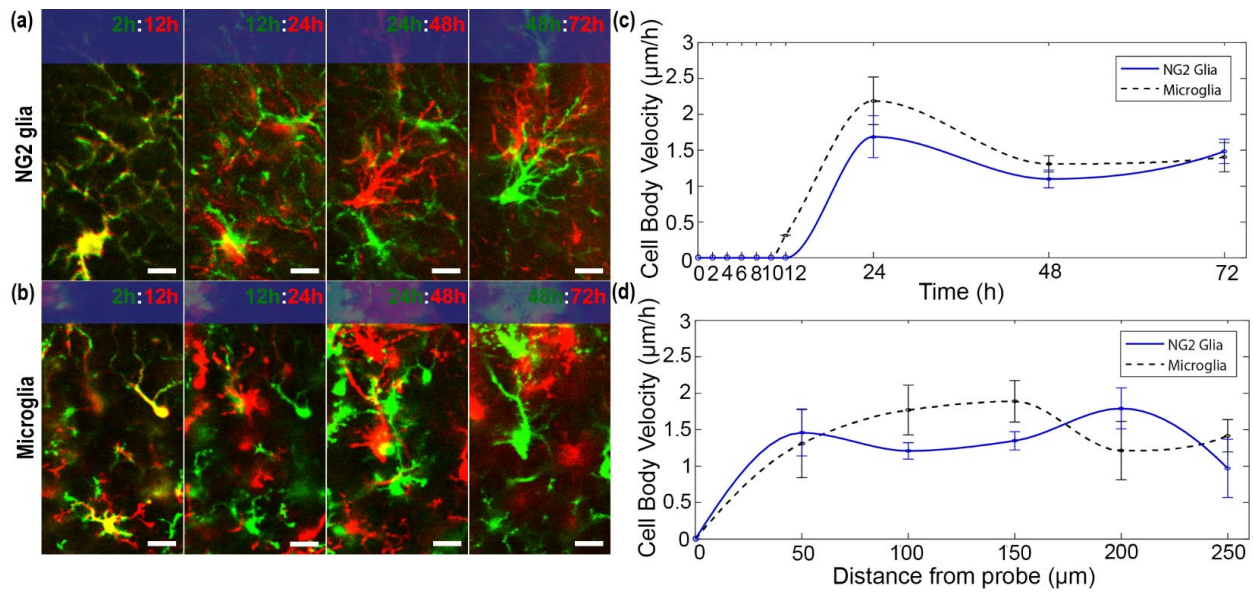 (a)
2h:12h
12h:24h
24h:48h
48h:72h
NG2 glia
(b)
2h:12h
12h:24h
24h:48h
48h:72h
Microglia
(c)
3
2.5
2
1.5
1
0.5
0
Cell Body Velocity (µm/h)
NG2 Glia
Microglia
0 2 4 6 8 10 12 24 48 72
Time (h)
(d)
3
2.5
2
1.5
1
0.5
0
Cell Body Velocity (µm/h)
NG2 Glia
Microglia
0 50 100 150 200 250
Distance from probe (µm)